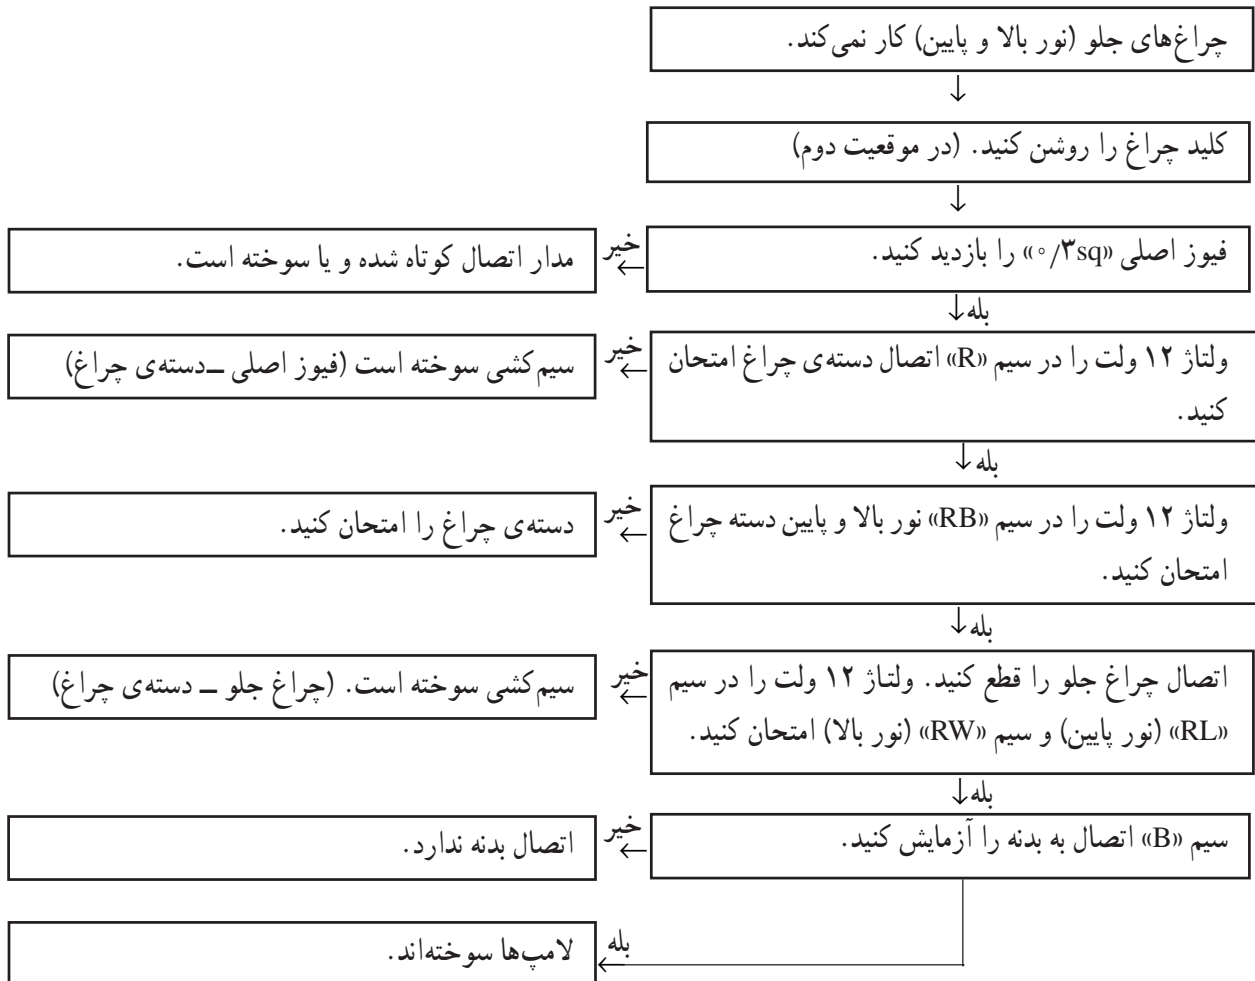 چراغ‌های جلو (نور بالا و پایین) کار نمی‌کند.
کلید چراغ را روشن کنید. (در موقعیت دوم)
فیوز اصلی «۰/۳sq» را بازدید کنید.
خیر
مدار اتصال کوتاه شده و یا سوخته است.
بله
ولتاژ ۱۲ ولت را در سیم «R» اتصال دسته‌ی چراغ امتحان
کنید.
خیر
سیم‌کشی سوخته است (فیوز اصلی ــ دسته‌ی چراغ)
بله
ولتاژ ۱۲ ولت را در سیم «RB» نور بالا و پایین دسته چراغ
امتحان کنید.
خیر
دسته‌ی چراغ را امتحان کنید.
بله
اتصال چراغ جلو را قطع کنید. ولتاژ ۱۲ ولت را در سیم
«RL» (نور پایین) و سیم «RW» (نور بالا) امتحان کنید.
خیر
سیم‌کشی سوخته است. (چراغ جلو ــ دسته‌ی چراغ)
بله
سیم «B» اتصال به بدنه را آزمایش کنید.
خیر
اتصال بدنه ندارد.
بله
لامپ‌ها سوخته‌اند.